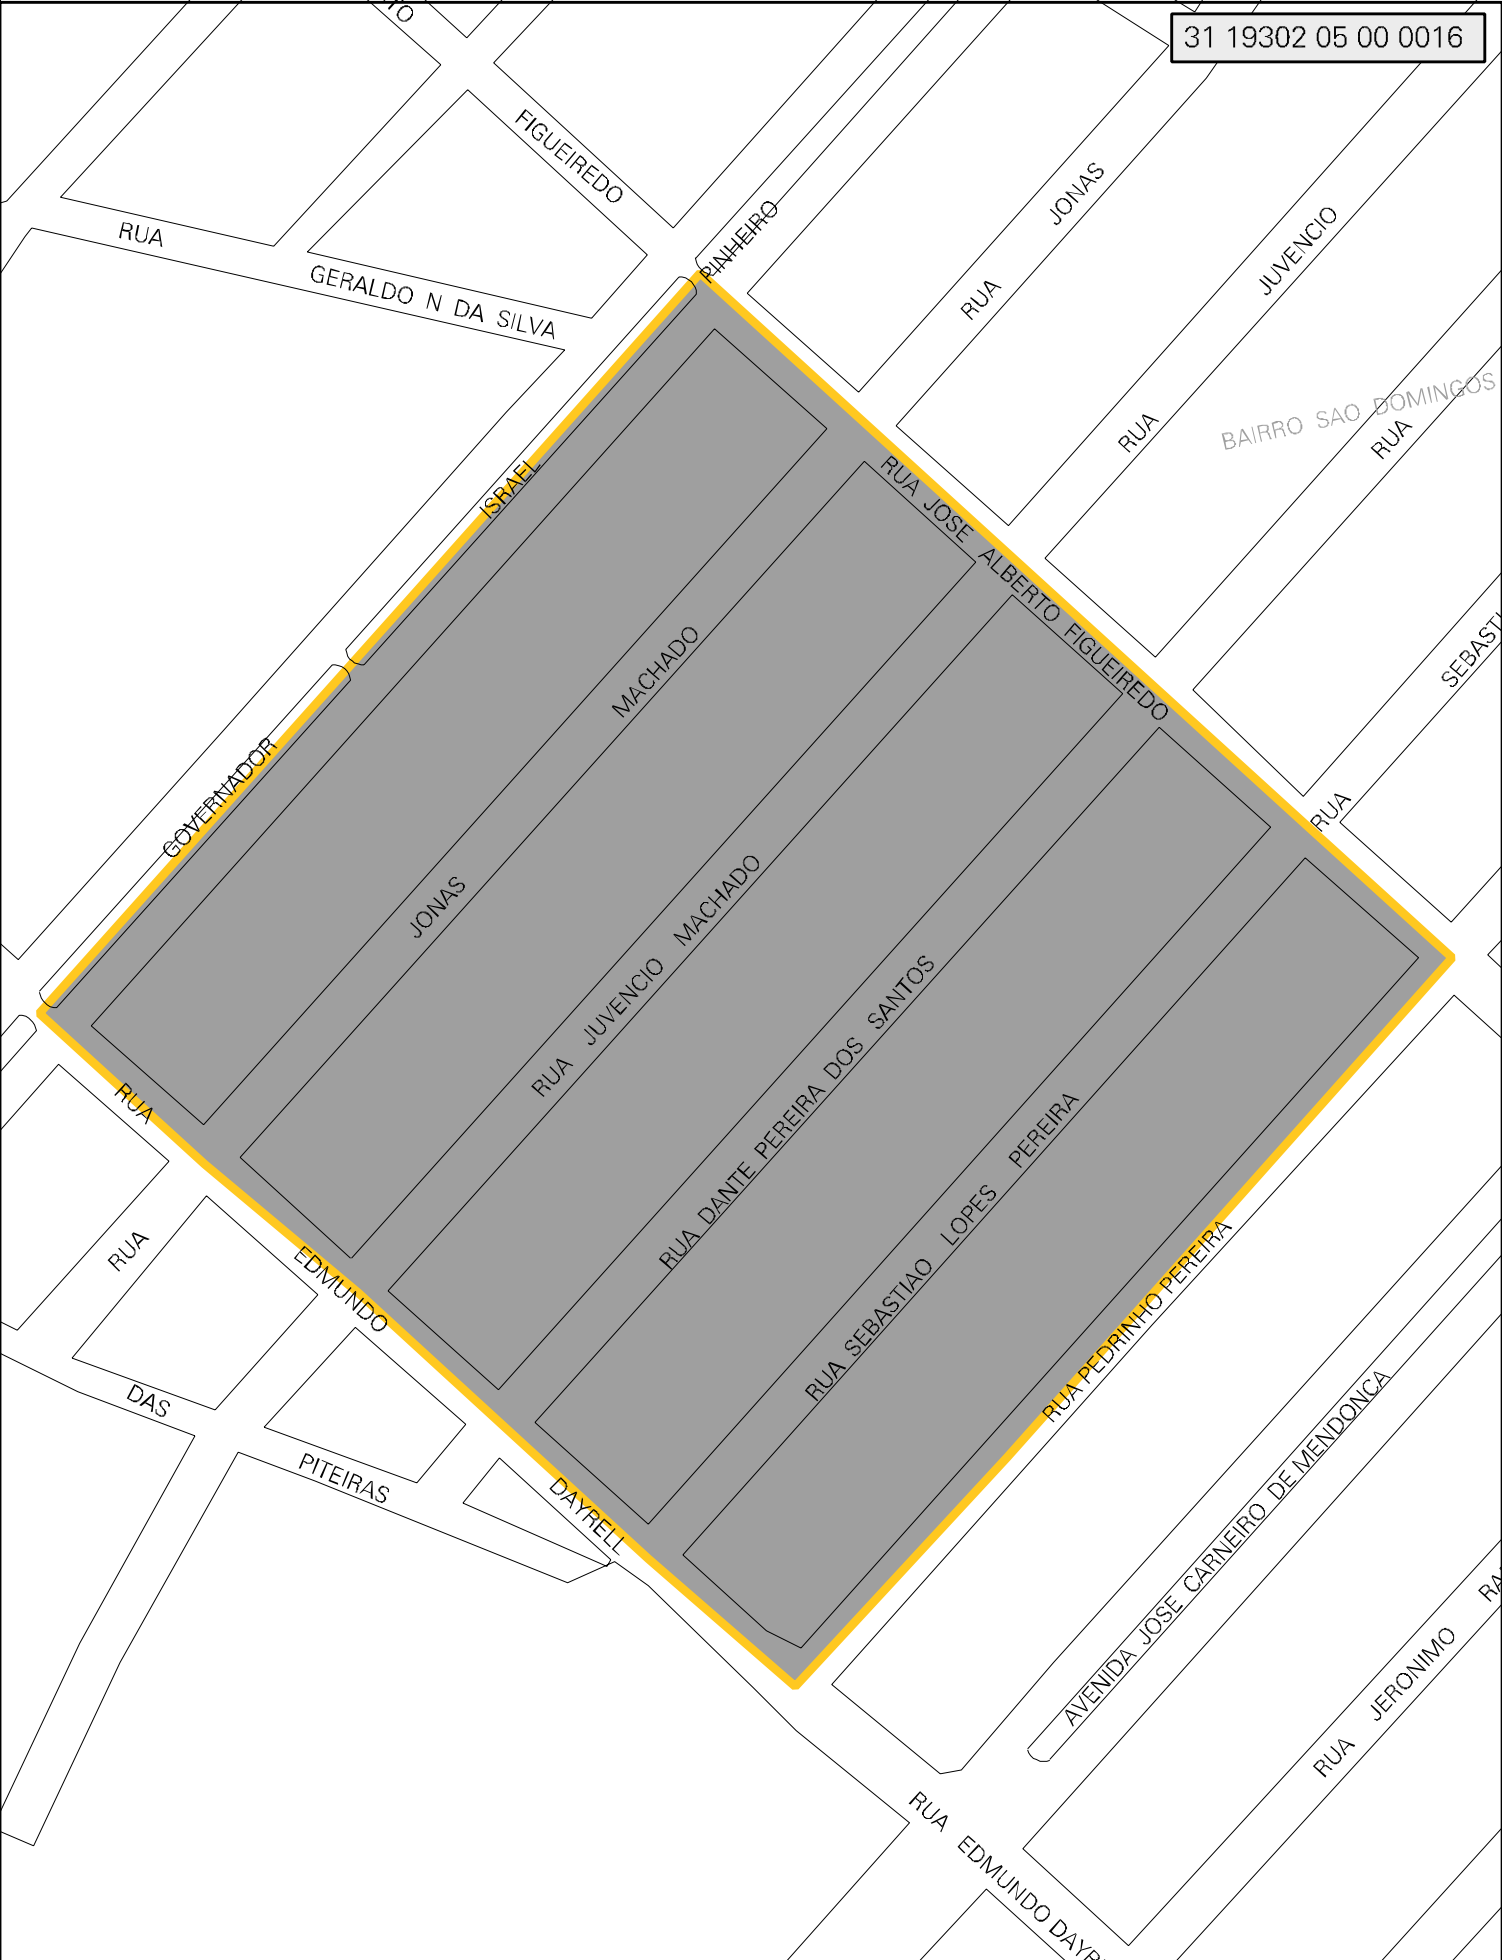 31 19302 05 00 0016
FIGUEIREDO
PINHEIRO
JONAS
RUA
JUVENCIO
RUA
GERALDO N DA SILVA
RUA
BAIRRO SAO DOMINGOS
RUA
RUA
ISRAEL
RUA JOSE ALBERTO FIGUEIREDO
MACHADO
GOVERNADOR
RUA
JONAS
RUA JUVENCIO MACHADO
RUA DANTE PEREIRA DOS SANTOS
RUA SEBASTIAO LOPES PEREIRA
RUA
RUA
EDMUNDO
RUA PEDRINHO PEREIRA
DAS
PITEIRAS
DAYRELL
AVENIDA JOSE CARNEIRO DE MENDONCA
RUA JERONIMO
RUA EDMUNDO